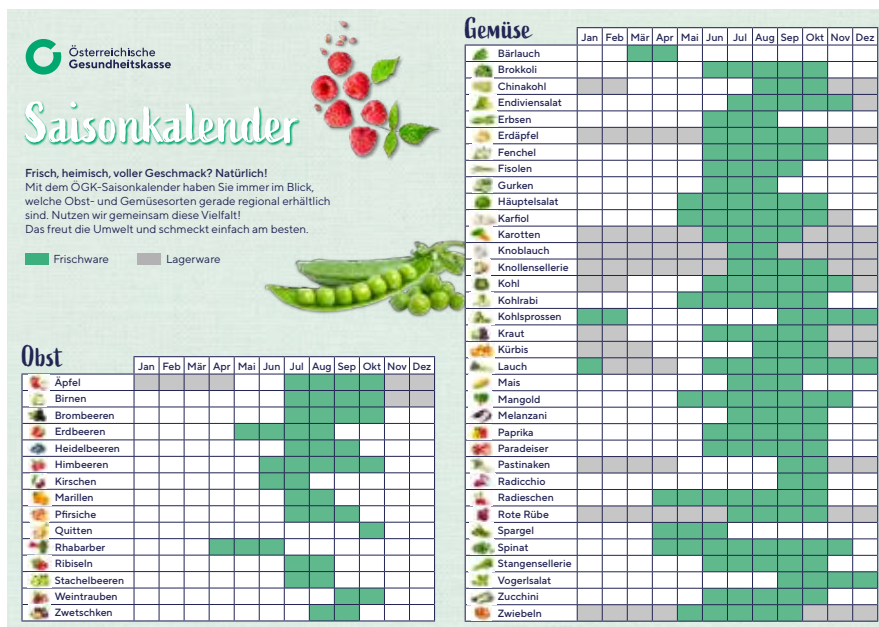 Österreichische
Gesundheitskasse
Saisonkalender
Frisch, heimisch, voller Geschmack? Natürlich!
Mit dem ÖGK-Saisonkalender haben Sie immer im Blick,
welche Obst- und Gemüsesorten gerade regional erhältlich
sind. Nutzen wir gemeinsam diese Vielfalt!
Das freut die Umwelt und schmeckt einfach am besten.
Frischware Lagerware
Obst
Jan Feb Mär Apr Mai Jun Jul Aug Sep Okt Nov Dez
Äpfel
Birnen
Brombeeren
Erdbeeren
Heidelbeeren
Himbeeren
Kirschen
Marillen
Pfirsiche
Quitten
Rhabarber
Ribiseln
Stachelbeeren
Weintrauben
Zwetschken
Gemüse
Jan Feb Mär Apr Mai Jun Jul Aug Sep Okt Nov Dez
Bärlauch
Brokkoli
Chinakohl
Endiviensalat
Erbsen
Erdäpfel
Fenchel
Fisolen
Gurken
Häuptelsalat
Karfiol
Karotten
Knoblauch
Knollensellerie
Kohl
Kohlrabi
Kohlsprossen
Kraut
Kürbis
Lauch
Mais
Mangold
Melanzani
Paprika
Paradeiser
Pastinaken
Radicchio
Radieschen
Rote Rübe
Spargel
Spinat
Stangensellerie
Vogerlsalat
Zucchini
Zwiebeln